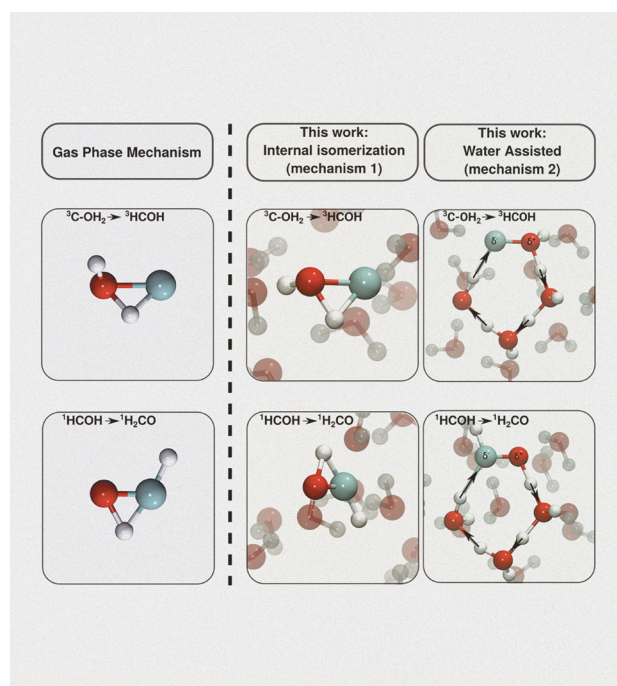 Gas Phase Mechanism
This work:
Internal isomerization
(mechanism 1)
This work:
Water Assisted
(mechanism 2)
³C-OH₂ → ³HCOH
³C-OH₂ → ³HCOH
³C-OH₂ → ³HCOH
δ⁻ δ⁺
¹HCOH → ¹H₂CO
¹HCOH → ¹H₂CO
¹HCOH → ¹H₂CO
δ⁻ δ⁺